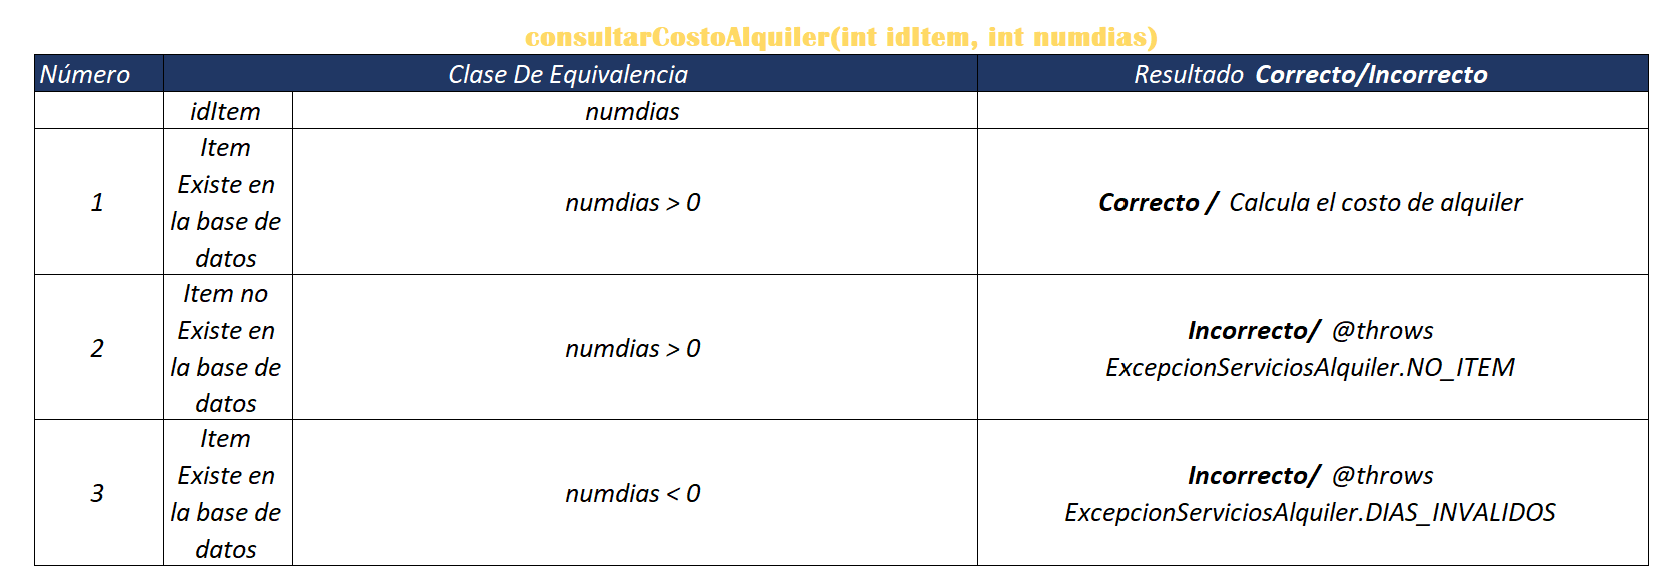 consultarCostoAlquiler(int idItem, int numdias)
Número Clase De Equivalencia Resultado Correcto/Incorrecto
idItem numdias
1
Item
Existe en
la base de
datos
numdias > 0
Correcto / Calcula el costo de alquiler
2
Item no
Existe en
la base de
datos
numdias > 0
Incorrecto/ @throws
ExcepcionServiciosAlquiler.NO_ITEM
3
Item
Existe en
la base de
datos
numdias < 0
Incorrecto/ @throws
ExcepcionServiciosAlquiler.DIAS_INVALIDOS